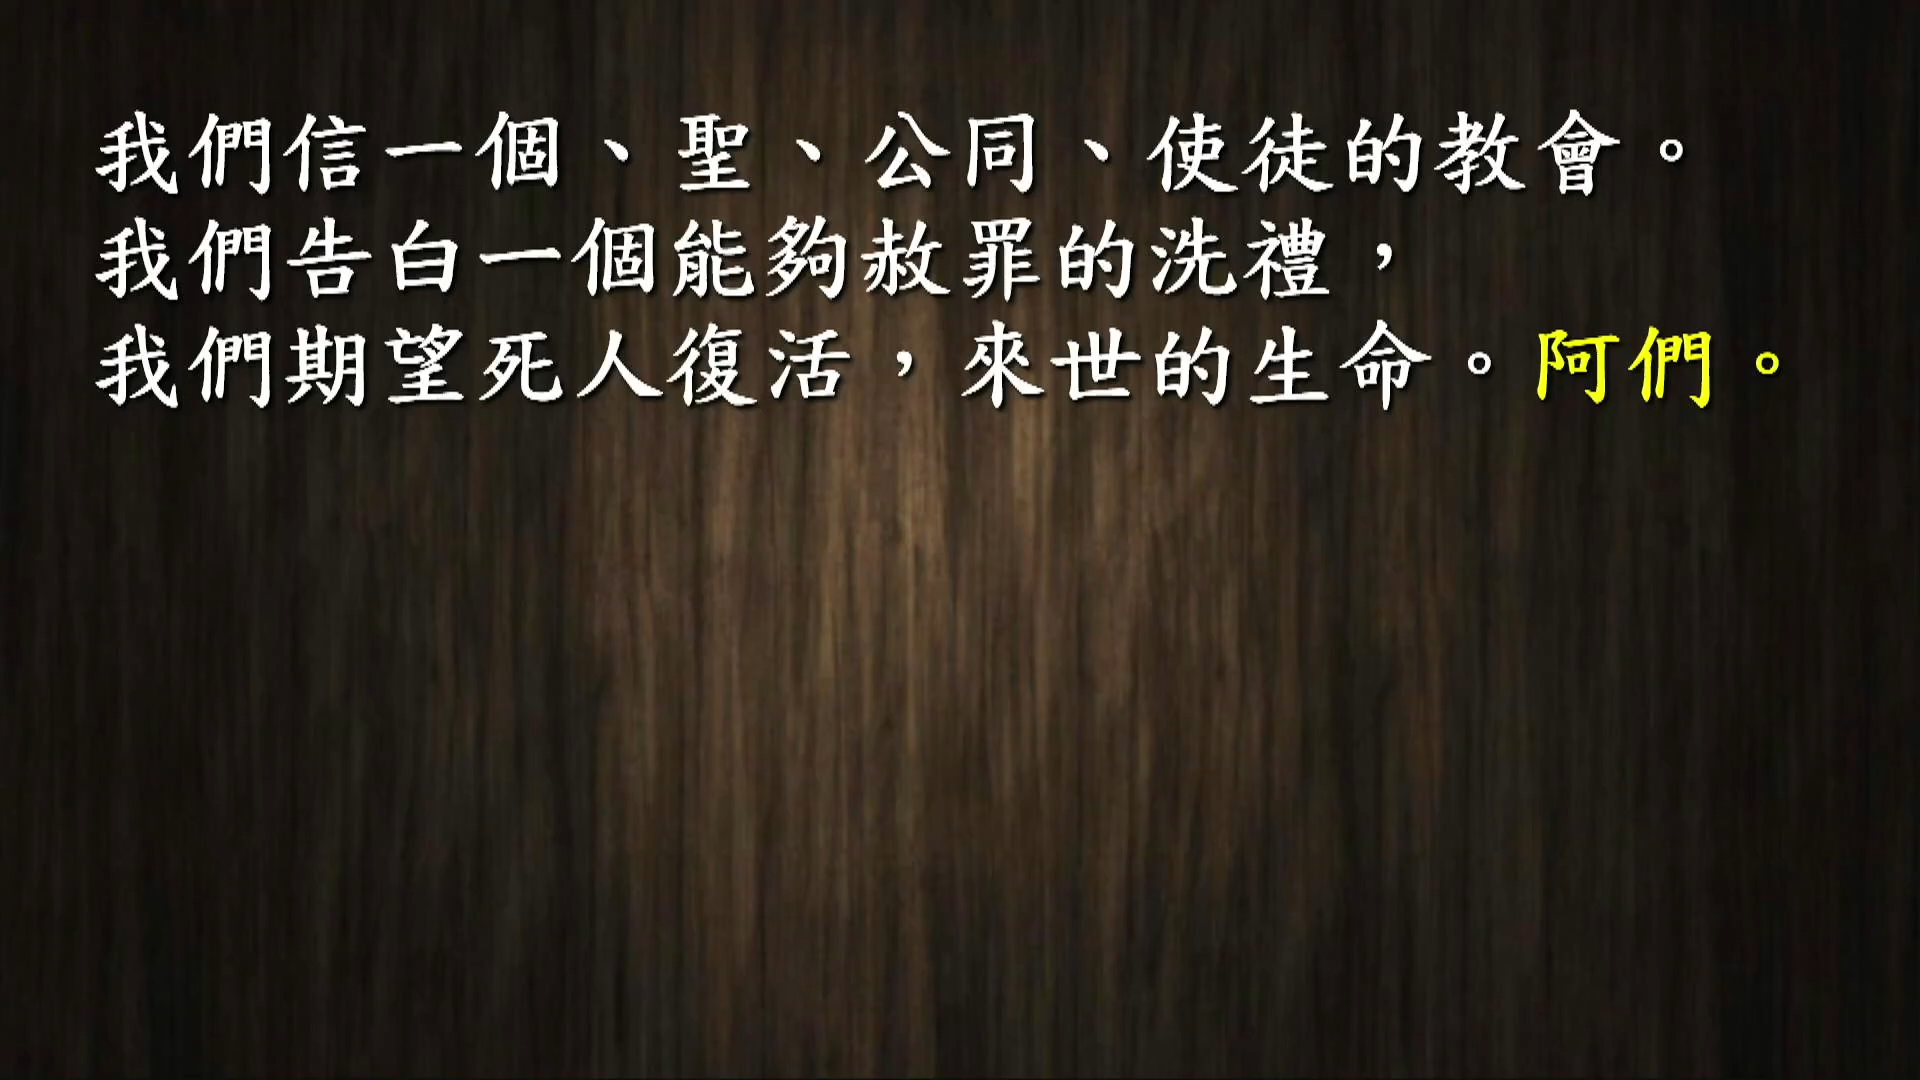 我們信一個、聖、公同、使徒的教會。
我們告白一個能夠赦罪的洗禮，
我們期望死人復活，來世的生命。阿們。